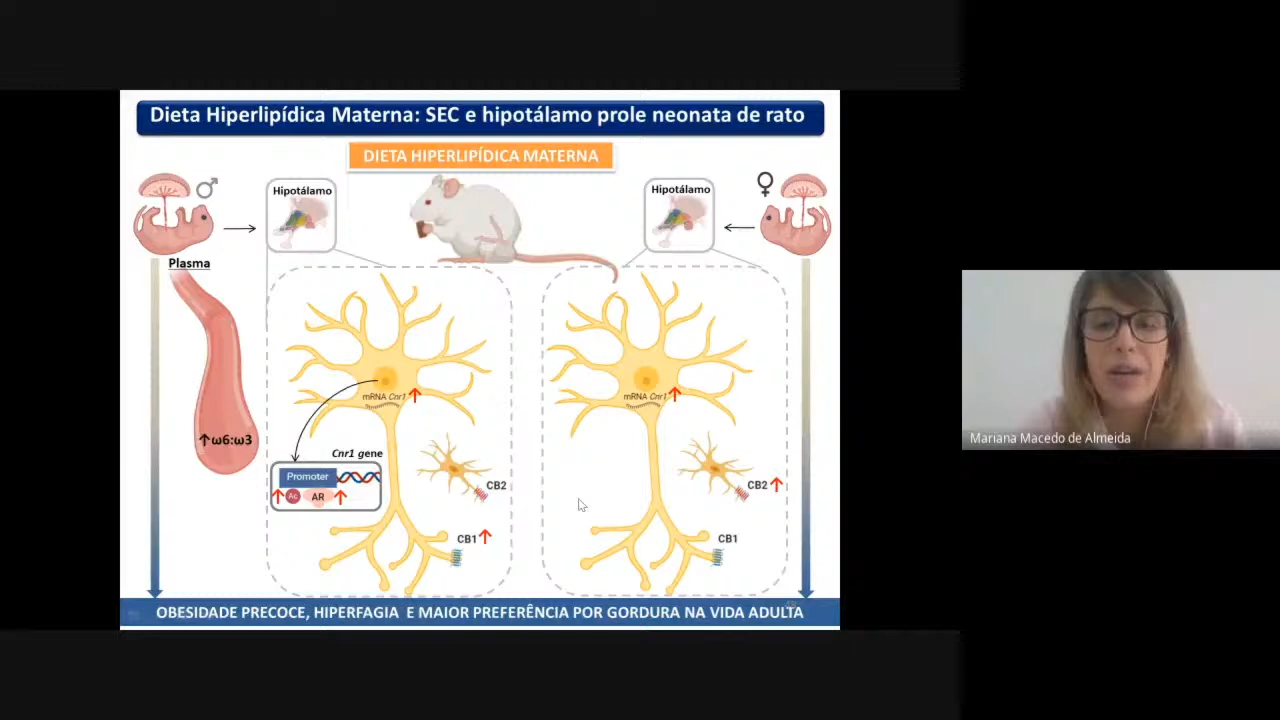 Dieta Hiperlipídica Materna: SEC e hipotálamo prole neonata de rato
DIETA HIPERLIPÍDICA MATERNA
♂
Hipotálamo
Hipotálamo
♀
Plasma
↑ω6:ω3
mRNA Cnr1 ↑
Cnr1 gene
Promoter
↑ Ac AR ↑
CB2
CB1 ↑
mRNA Cnr1 ↑
CB2 ↑
CB1
OBESIDADE PRECOCE, HIPERFAGIA E MAIOR PREFERÊNCIA POR GORDURA NA VIDA ADULTA
Mariana Macedo de Almeida